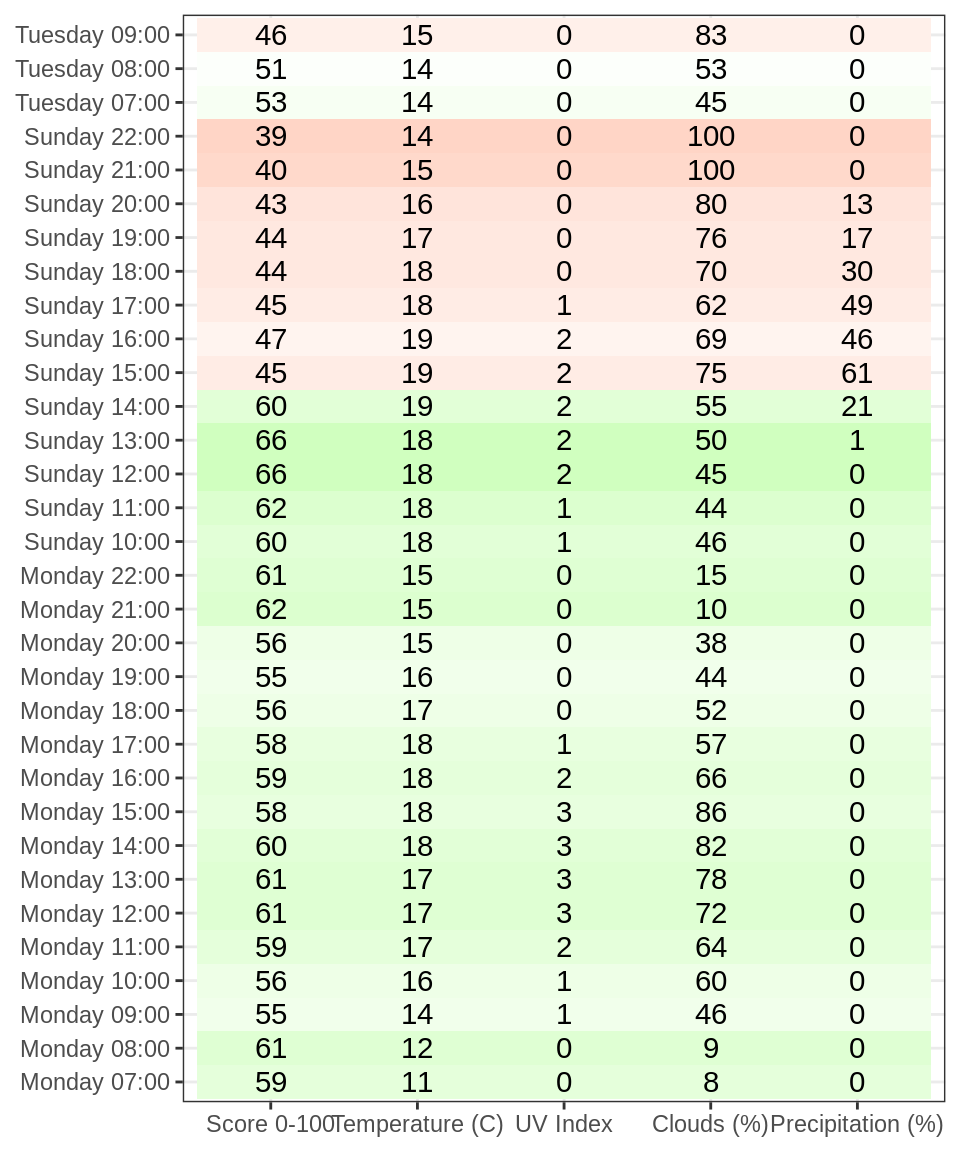 Tuesday 09:00 46 15 0 83 0
Tuesday 08:00 51 14 0 53 0
Tuesday 07:00 53 14 0 45 0
Sunday 22:00 39 14 0 100 0
Sunday 21:00 40 15 0 100 0
Sunday 20:00 43 16 0 80 13
Sunday 19:00 44 17 0 76 17
Sunday 18:00 44 18 0 70 30
Sunday 17:00 45 18 1 62 49
Sunday 16:00 47 19 2 69 46
Sunday 15:00 45 19 2 75 61
Sunday 14:00 60 19 2 55 21
Sunday 13:00 66 18 2 50 1
Sunday 12:00 66 18 2 45 0
Sunday 11:00 62 18 1 44 0
Sunday 10:00 60 18 1 46 0
Monday 22:00 61 15 0 15 0
Monday 21:00 62 15 0 10 0
Monday 20:00 56 15 0 38 0
Monday 19:00 55 16 0 44 0
Monday 18:00 56 17 0 52 0
Monday 17:00 58 18 1 57 0
Monday 16:00 59 18 2 66 0
Monday 15:00 58 18 3 86 0
Monday 14:00 60 18 3 82 0
Monday 13:00 61 17 3 78 0
Monday 12:00 61 17 3 72 0
Monday 11:00 59 17 2 64 0
Monday 10:00 56 16 1 60 0
Monday 09:00 55 14 1 46 0
Monday 08:00 61 12 0 9 0
Monday 07:00 59 11 0 8 0
Score 0-100 Temperature (C) UV Index Clouds (%) Precipitation (%)